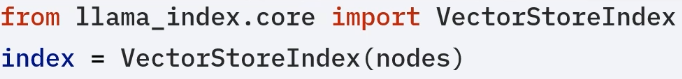 from llama_index.core import VectorStoreIndex
index = VectorStoreIndex(nodes)